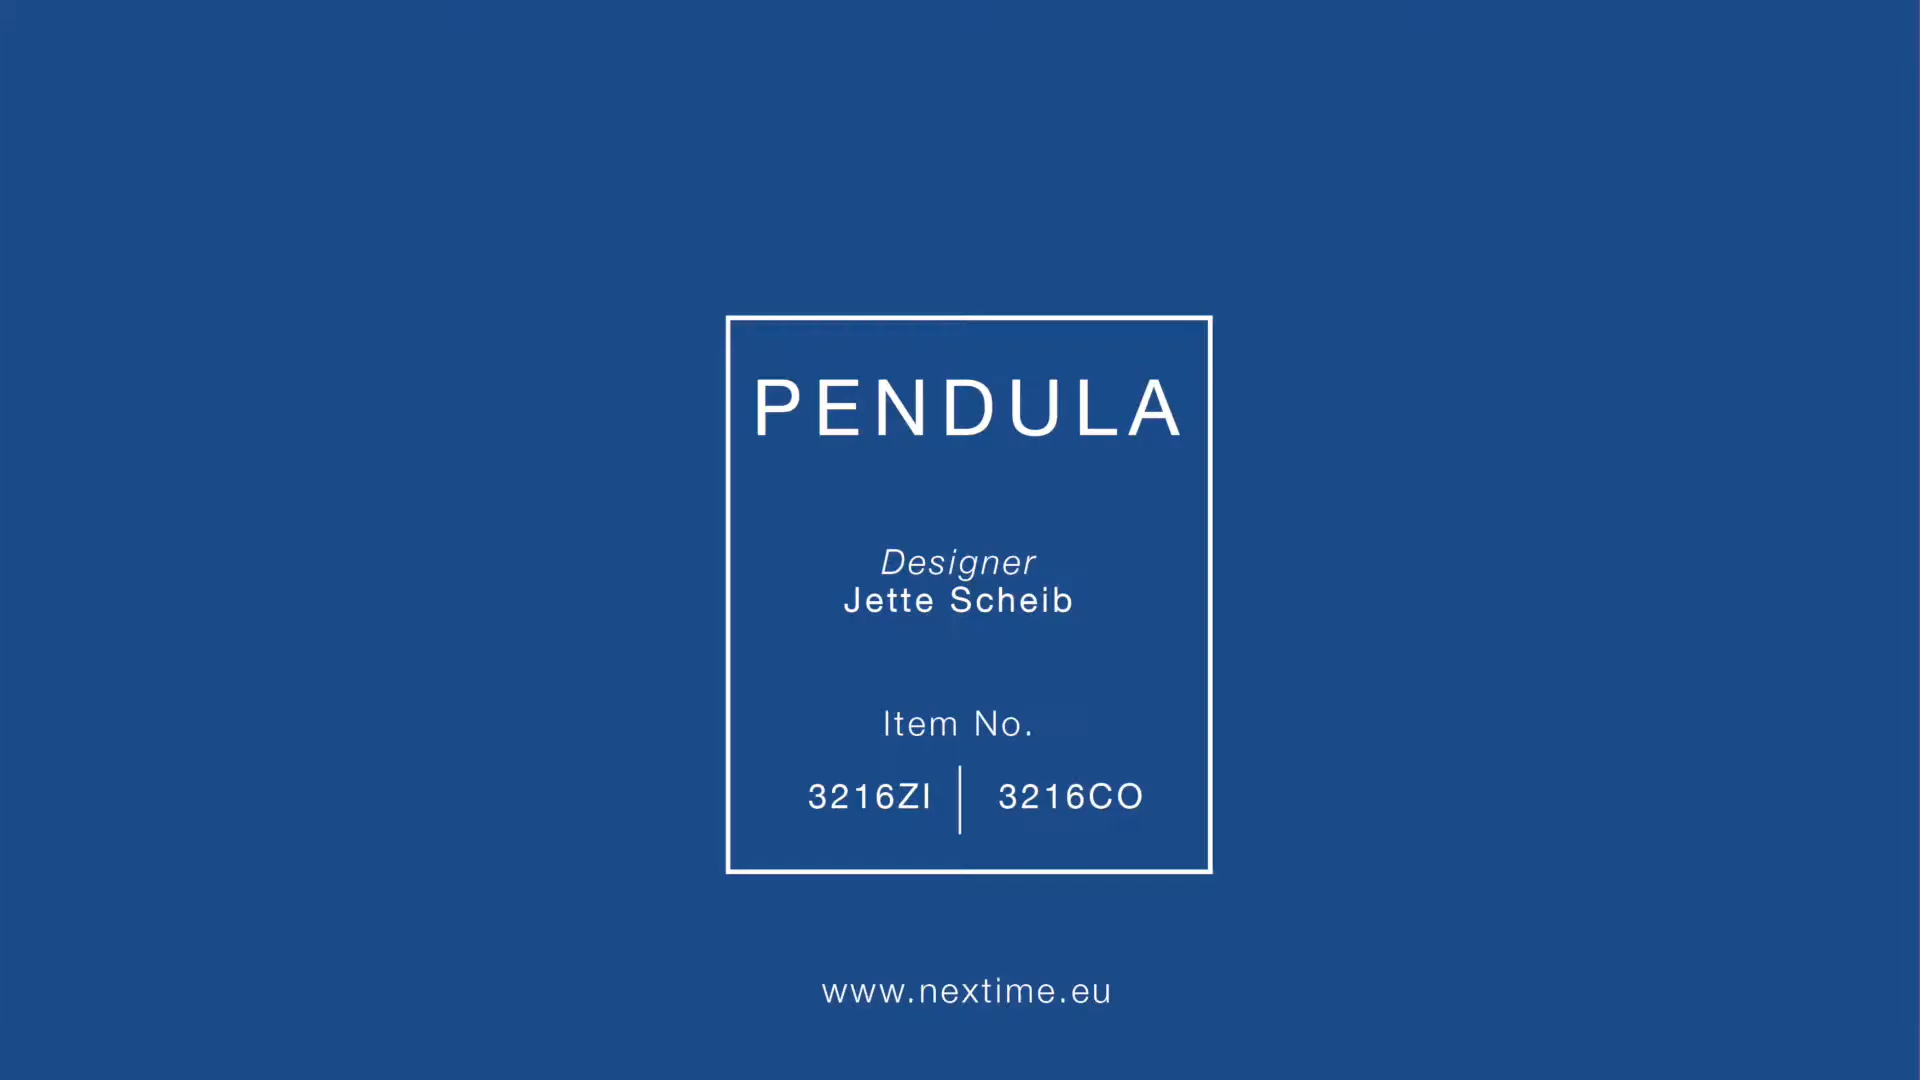 PENDULA
Designer
Jette Scheib
Item No.
3216ZI | 3216CO
www.nextime.eu